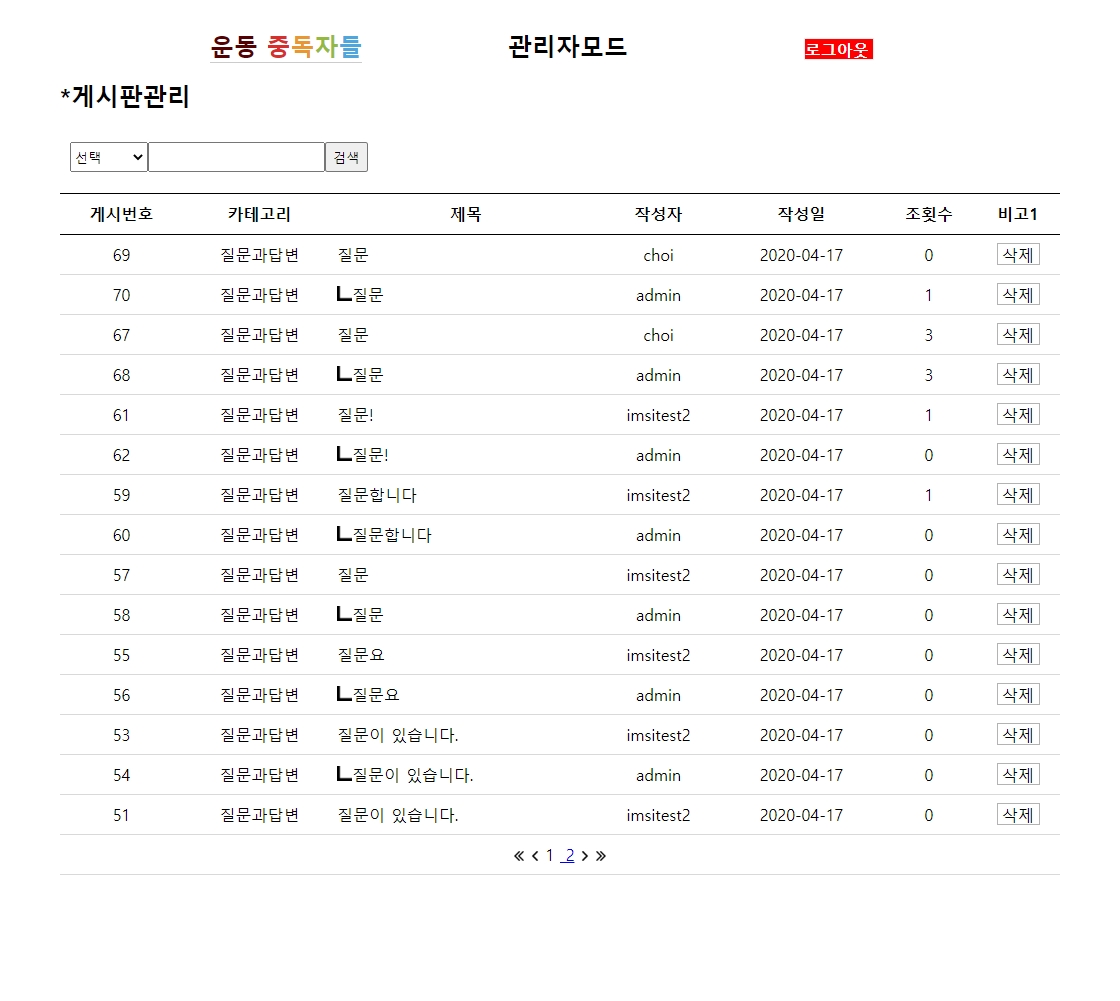 운동 중독자들 관리자모드 로그아웃
*게시판관리
선택 검색
게시번호 카테고리 제목 작성자 작성일 조횟수 비고1
69 질문과답변 질문 choi 2020-04-17 0 삭제
70 질문과답변 ㄴ질문 admin 2020-04-17 1 삭제
67 질문과답변 질문 choi 2020-04-17 3 삭제
68 질문과답변 ㄴ질문 admin 2020-04-17 3 삭제
61 질문과답변 질문! imsitest2 2020-04-17 1 삭제
62 질문과답변 ㄴ질문! admin 2020-04-17 0 삭제
59 질문과답변 질문합니다 imsitest2 2020-04-17 1 삭제
60 질문과답변 ㄴ질문합니다 admin 2020-04-17 0 삭제
57 질문과답변 질문 imsitest2 2020-04-17 0 삭제
58 질문과답변 ㄴ질문 admin 2020-04-17 0 삭제
55 질문과답변 질문요 imsitest2 2020-04-17 0 삭제
56 질문과답변 ㄴ질문요 admin 2020-04-17 0 삭제
53 질문과답변 질문이 있습니다. imsitest2 2020-04-17 0 삭제
54 질문과답변 ㄴ질문이 있습니다. admin 2020-04-17 0 삭제
51 질문과답변 질문이 있습니다. imsitest2 2020-04-17 0 삭제
« ‹ 1 2 › »